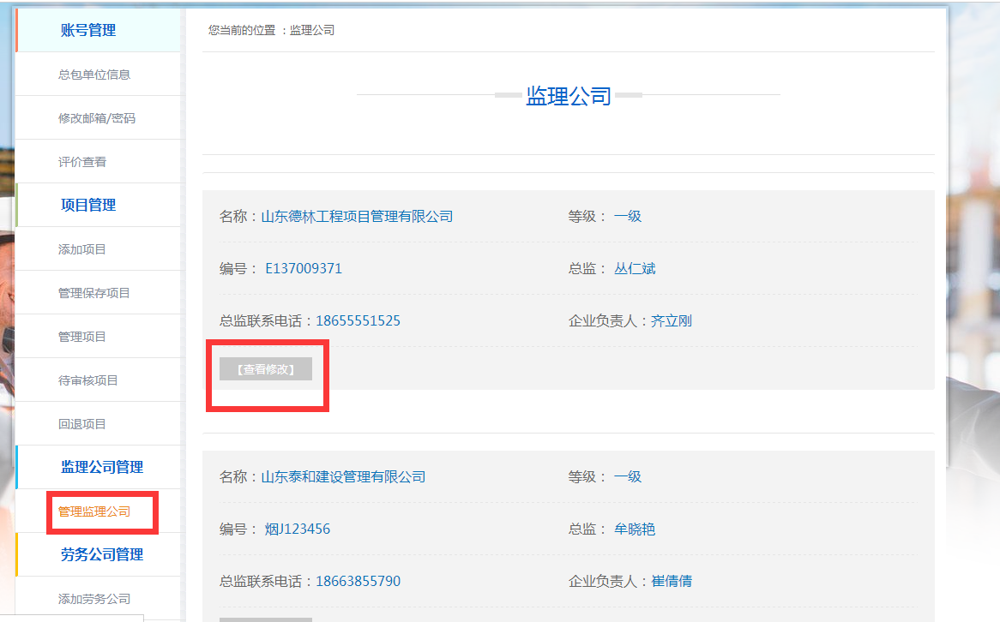 账号管理
总包单位信息
修改邮箱/密码
评价查看
项目管理
添加项目
管理保存项目
管理项目
待审核项目
回退项目
监理公司管理
管理监理公司
劳务公司管理
添加劳务公司
您当前的位置 ：监理公司
监理公司
名称：山东德林工程项目管理有限公司
等级： 一级
编号： E137009371
总监： 丛仁斌
总监联系电话：18655551525
企业负责人：齐立刚
【查看修改】
名称：山东泰和建设管理有限公司
等级： 一级
编号： 烟J123456
总监： 牟晓艳
总监联系电话：18663855790
企业负责人：崔倩倩